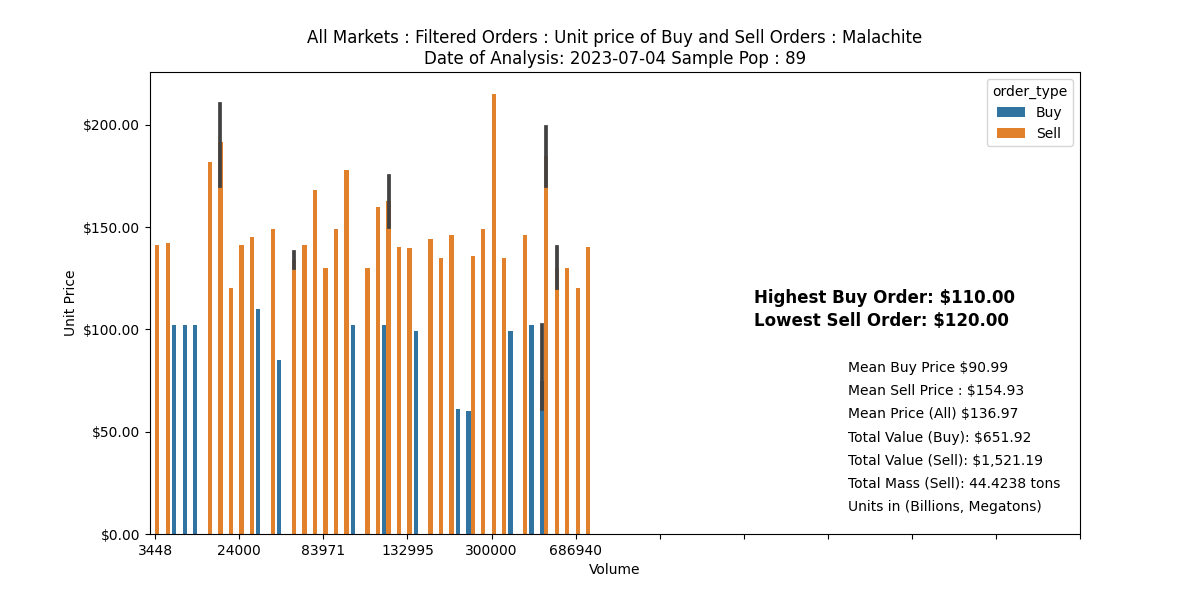 All Markets : Filtered Orders : Unit price of Buy and Sell Orders : Malachite
Date of Analysis: 2023-07-04 Sample Pop : 89
order_type
Buy
Sell
$200.00
$150.00
$100.00
$50.00
$0.00
Unit Price
Highest Buy Order: $110.00
Lowest Sell Order: $120.00
Mean Buy Price $90.99
Mean Sell Price : $154.93
Mean Price (All) $136.97
Total Value (Buy): $651.92
Total Value (Sell): $1,521.19
Total Mass (Sell): 44.4238 tons
Units in (Billions, Megatons)
3448 24000 83971 132995 300000 686940
Volume